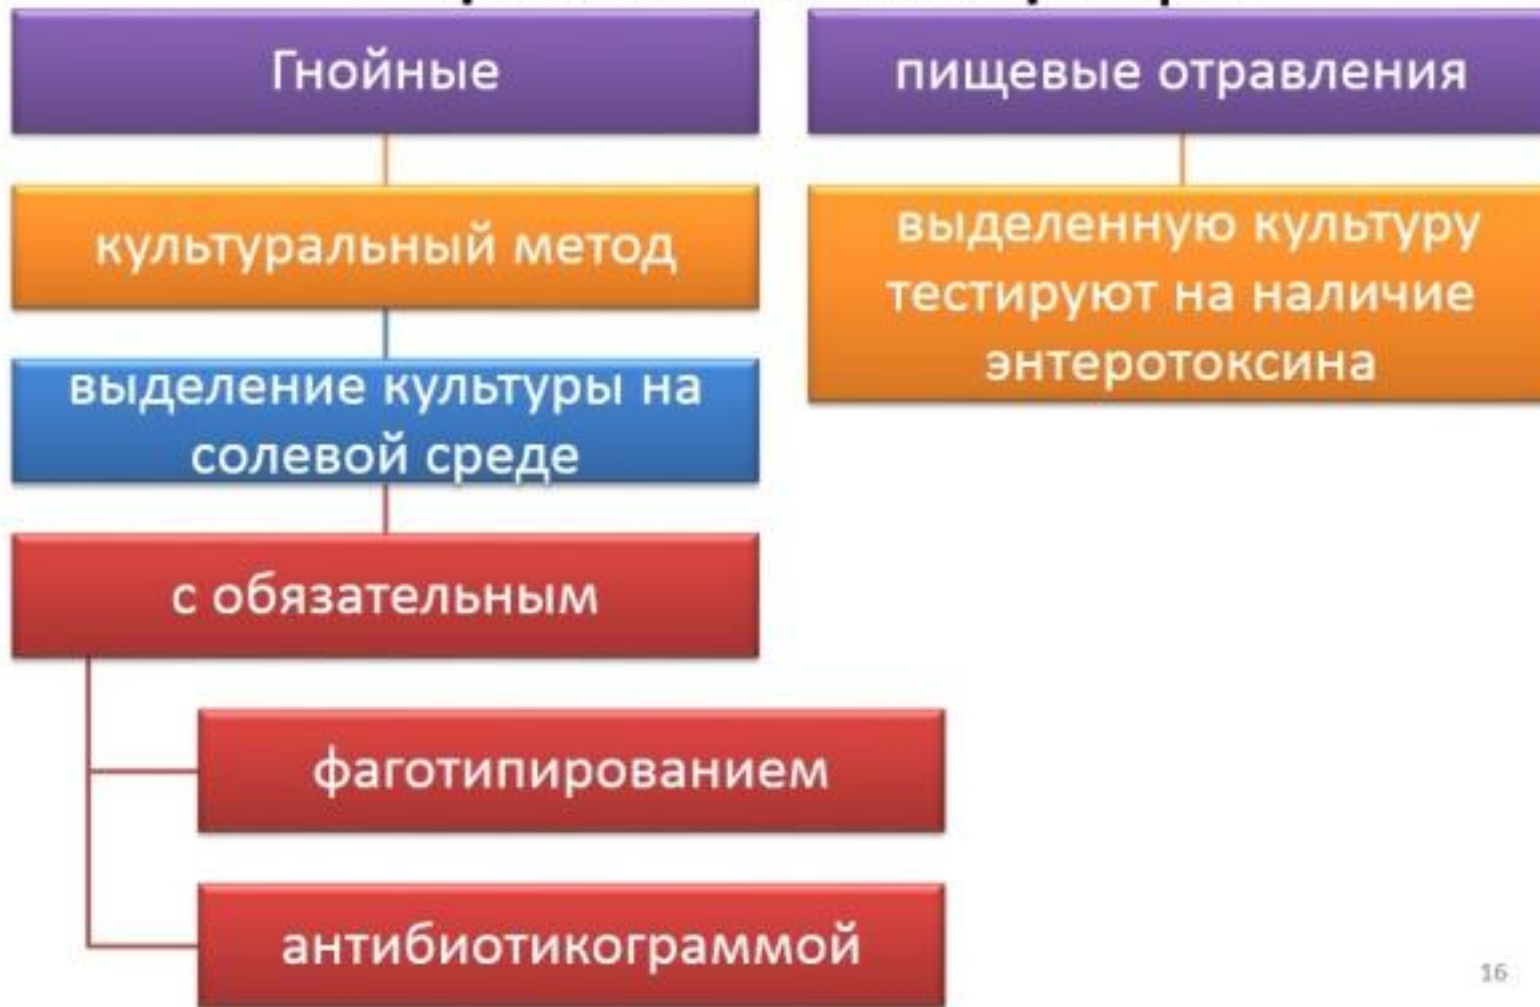 Гнойные
культуральный метод
выделение культуры на
солевой среде
с обязательным
фаготипированием
антибиотикограммой
пищевые отравления
выделенную культуру
тестируют на наличие
энтеротоксина
16